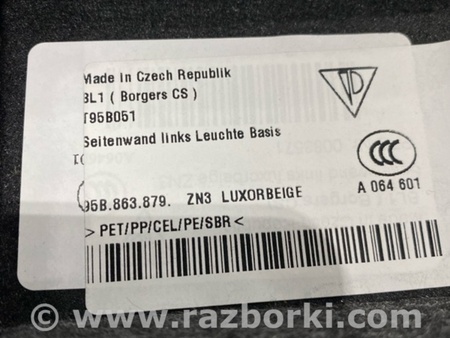 Made in Czech Republik
BL1 ( Borgers CS )
T95B051
Seitenwand links Leuchte Basis
95B.863.879. ZN3 LUXORBEIGE
A 064 601
> PET/PP/CEL/PE/SBR <
© www.razborki.com